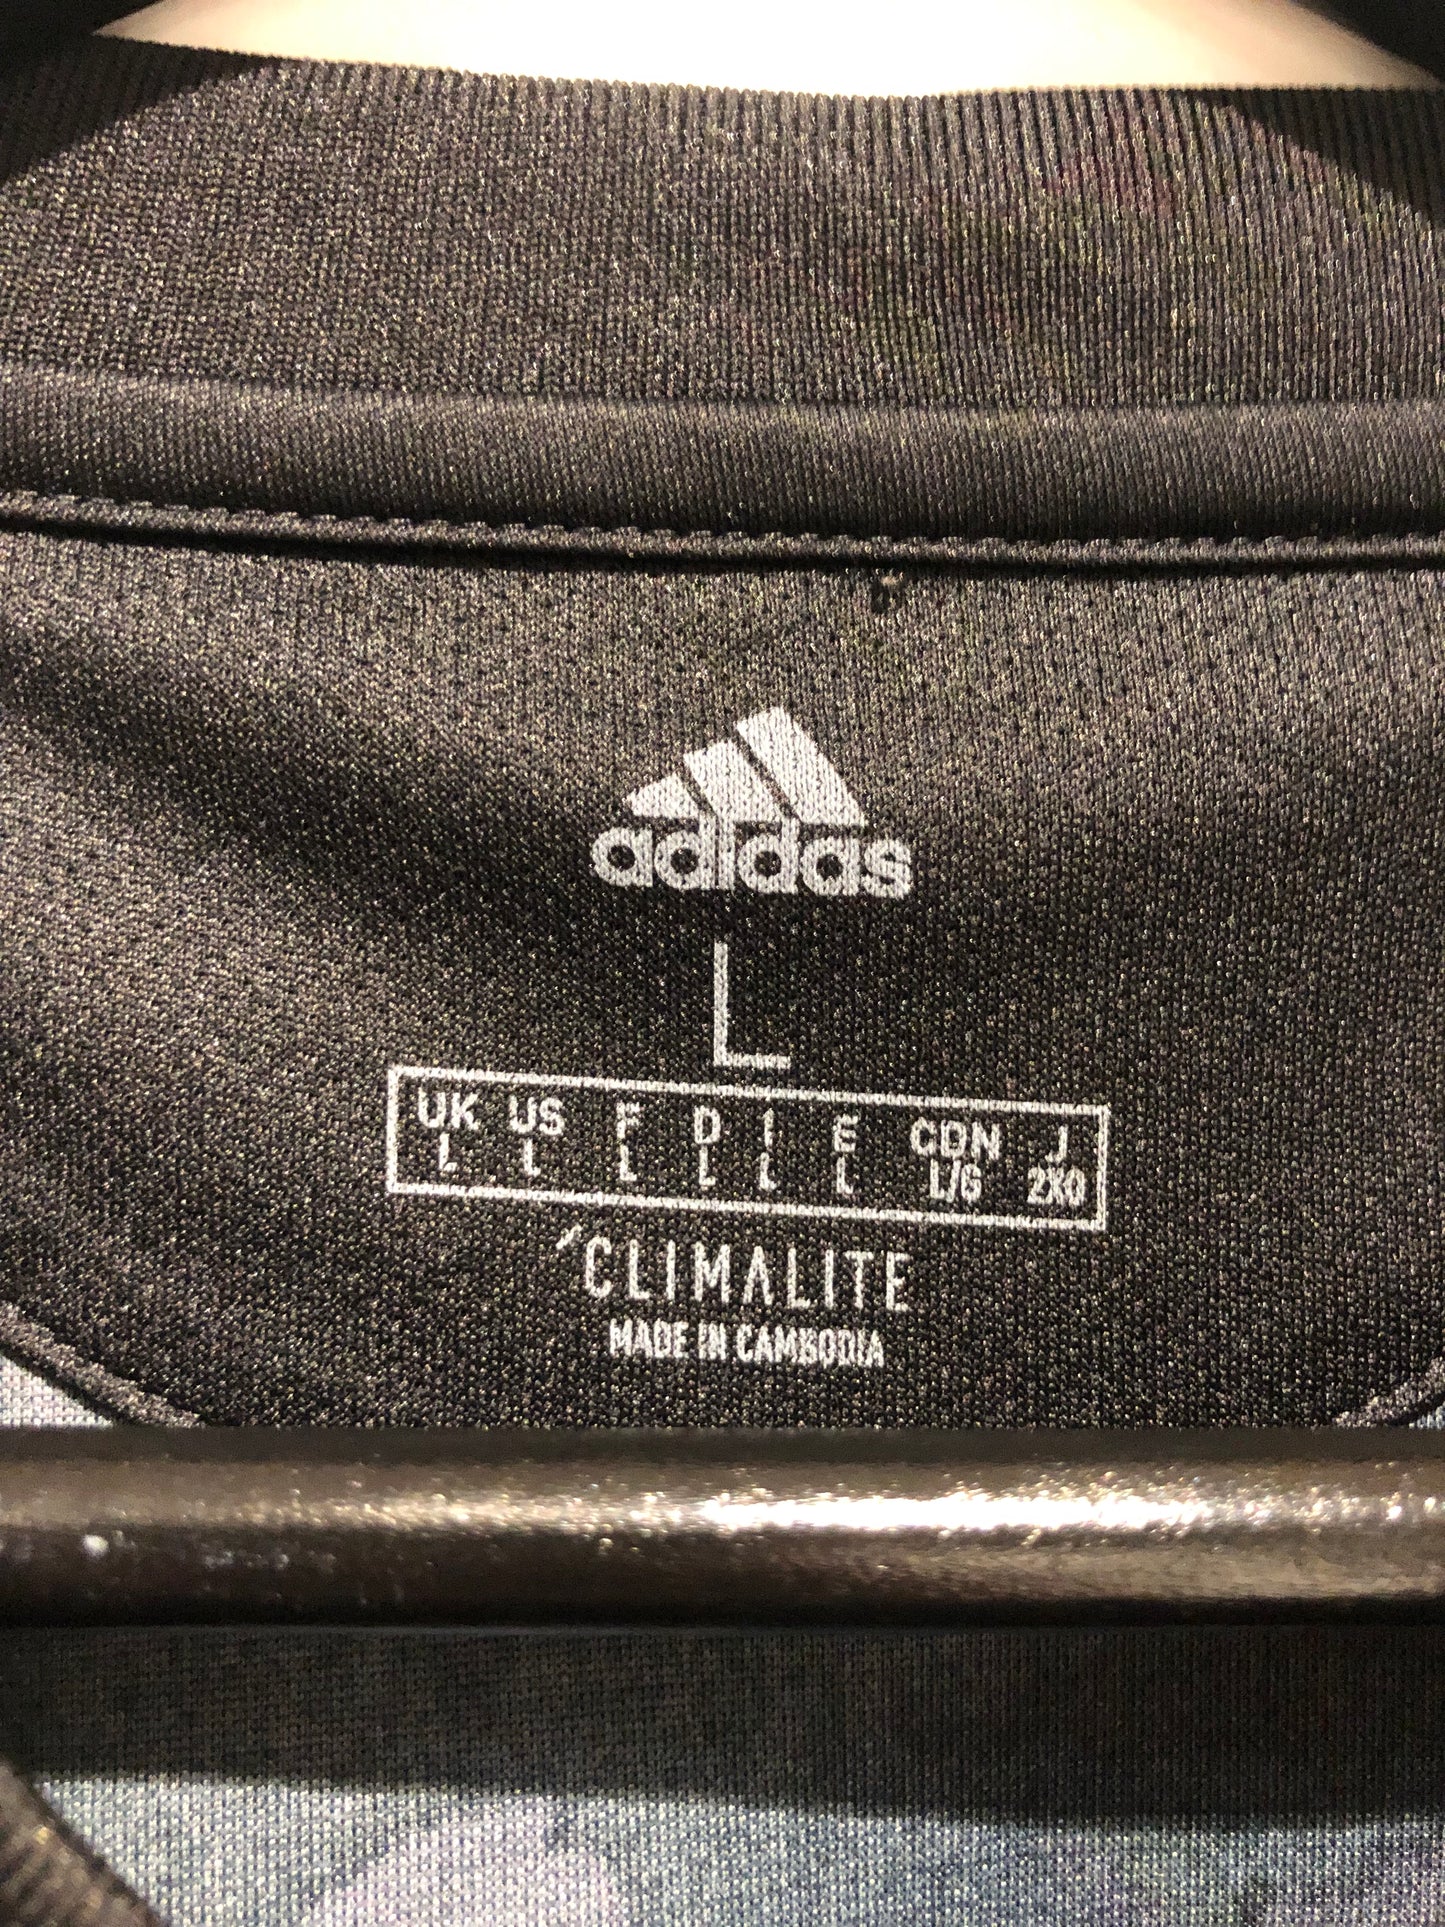 adidas
L
UK US F D I E CDN J
L L L L L L L/G 2XO
CLIMALITE
MADE IN CAMBODIA